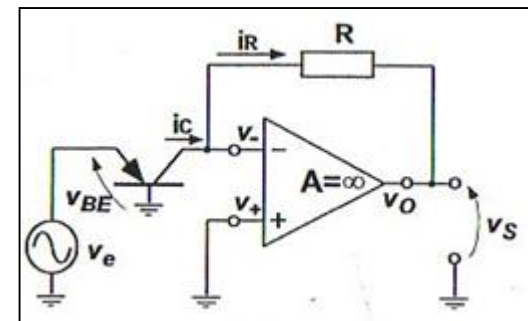 iR R
iC v- −
A=∞
vBE v+ + vO vS
ve